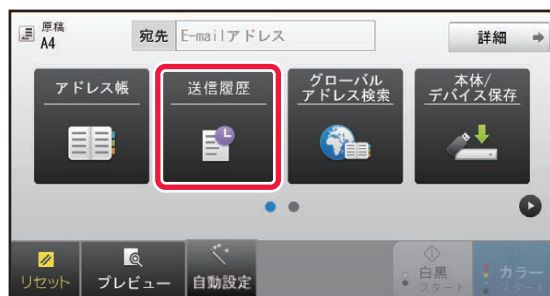 原稿
A4
宛先 E-mailアドレス
詳細
アドレス帳
送信履歴
グローバル
アドレス検索
本体/
デバイス保存
リセット
プレビュー
自動設定
白黒
スタート
カラー
スタート